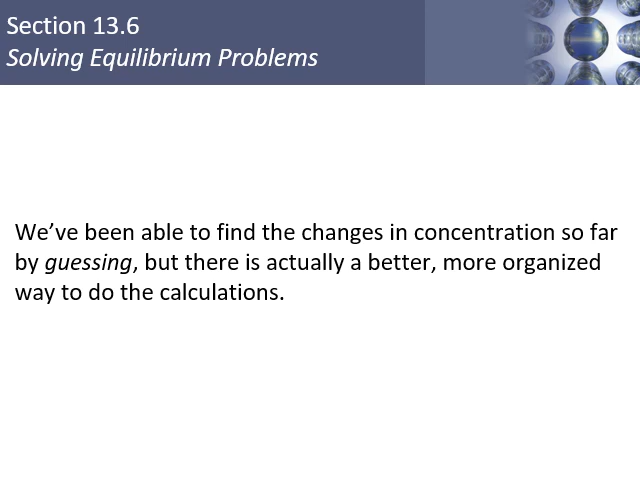 Section 13.6
Solving Equilibrium Problems
We’ve been able to find the changes in concentration so far
by guessing, but there is actually a better, more organized
way to do the calculations.